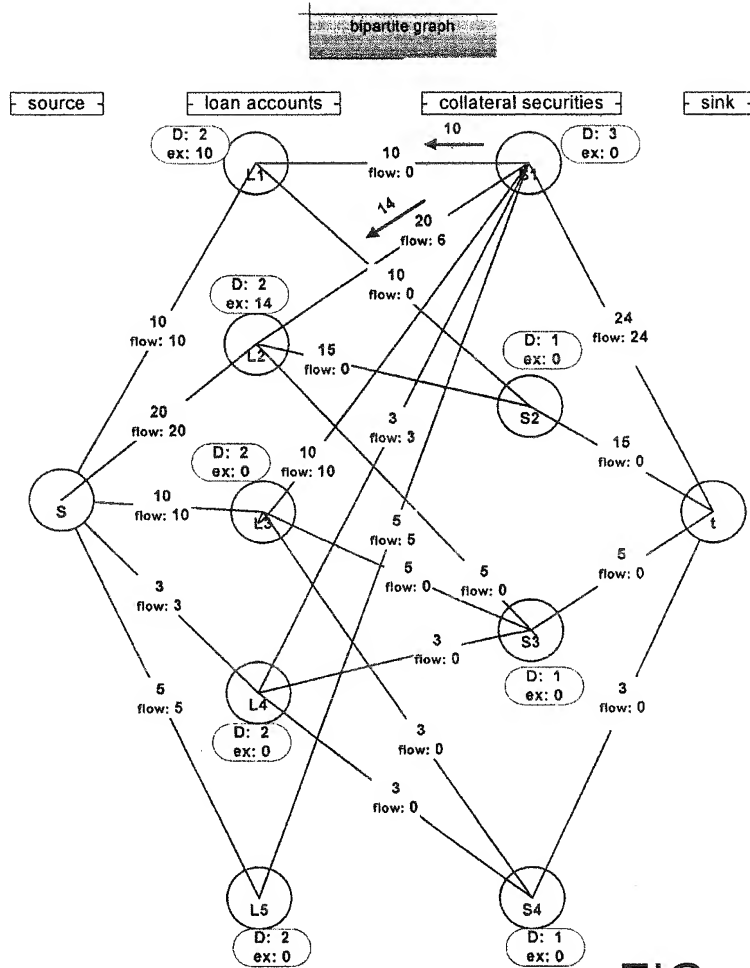 bipartite graph
source
loan accounts
collateral securities
sink
D: 2
ex: 10
L1
10
flow: 0
10
S1
D: 3
ex: 0
14
20
flow: 6
10
flow: 0
D: 2
ex: 14
L2
10
flow: 10
24
flow: 24
15
flow: 0
D: 1
ex: 0
S2
20
flow: 20
3
flow: 3
15
flow: 0
D: 2
ex: 0
10
flow: 10
S
10
flow: 10
L3
t
5
flow: 5
5
flow: 0
5
flow: 0
5
flow: 0
3
flow: 3
S3
3
flow: 0
D: 1
ex: 0
L4
D: 2
ex: 0
5
flow: 5
3
flow: 0
3
flow: 0
3
flow: 0
L5
D: 2
ex: 0
S4
D: 1
ex: 0